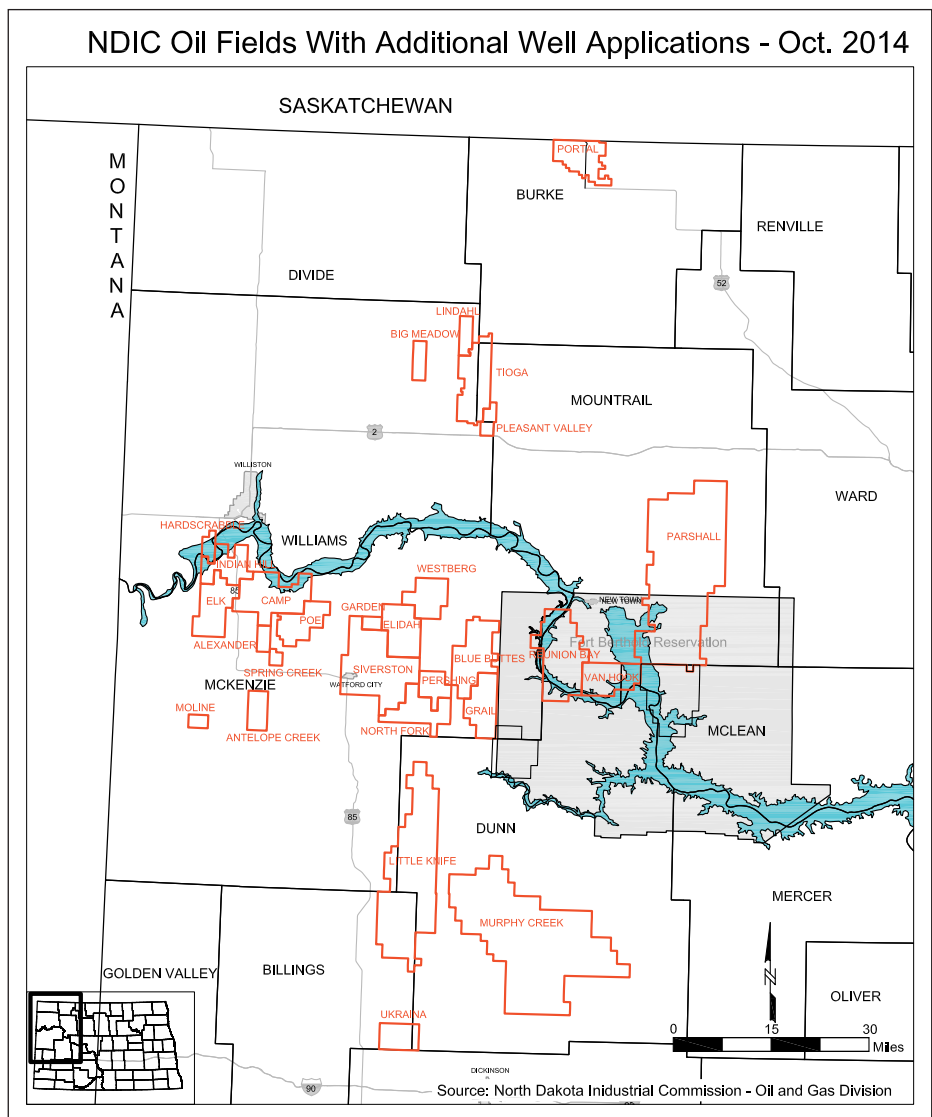 NDIC Oil Fields With Additional Well Applications - Oct. 2014
SASKATCHEWAN
MONTANA
PORTAL
BURKE
RENVILLE
DIVIDE
52
LINDAHL
BIG MEADOW
TIOGA
MOUNTRAIL
PLEASANT VALLEY
2
WILLISTON
WARD
HARDSCRABBLE
WILLIAMS
PARSHALL
INDIAN HILL
WESTBERG
85
ELK
CAMP
GARDEN
NEW TOWN
POE
ELIDAH
ALEXANDER
Fort Berthold Reservation
BLUE BUTTES
REUNION BAY
SPRING CREEK
SIVERSTON
MCKENZIE
WATFORD CITY
PERSHING
VAN HOOK
MOLINE
GRAIL
ANTELOPE CREEK
NORTH FORK
MCLEAN
85
DUNN
LITTLE KNIFE
MERCER
MURPHY CREEK
GOLDEN VALLEY
BILLINGS
N
OLIVER
UKRAINA
0 15 30
Miles
DICKINSON
90
Source: North Dakota Inidustrial Commission - Oil and Gas Division